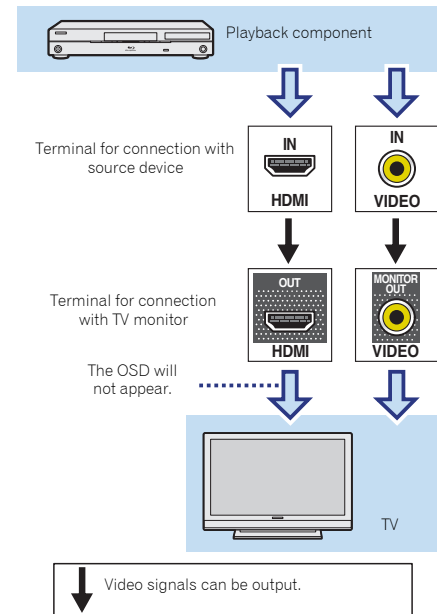 Playback component
Terminal for connection with
source device
IN
HDMI
IN
VIDEO
Terminal for connection
with TV monitor
OUT
HDMI
MONITOR
OUT
VIDEO
The OSD will
not appear.
TV
Video signals can be output.